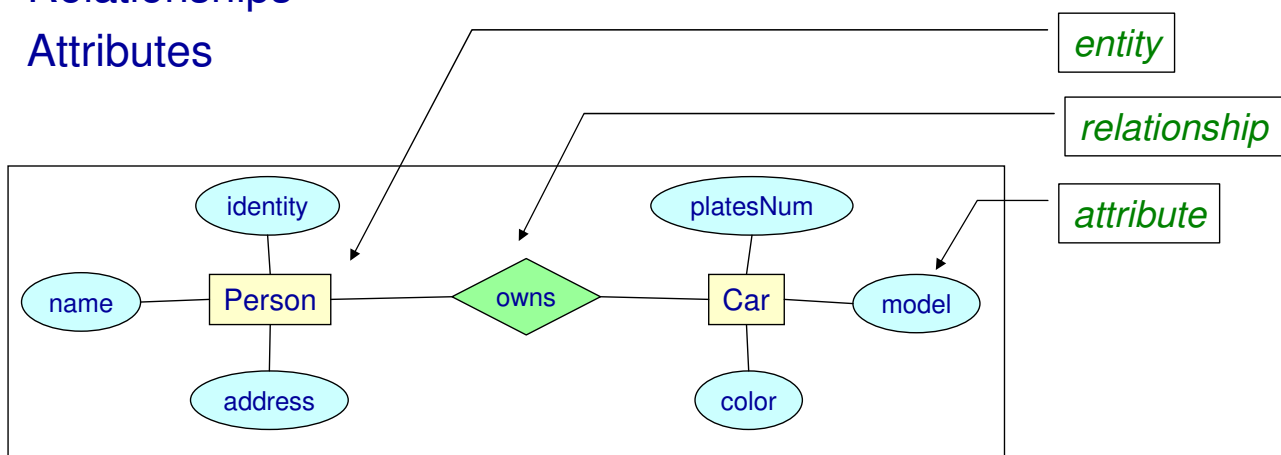 Relationships
Attributes
entity
relationship
attribute
identity
platesNum
name
Person
owns
Car
model
address
color